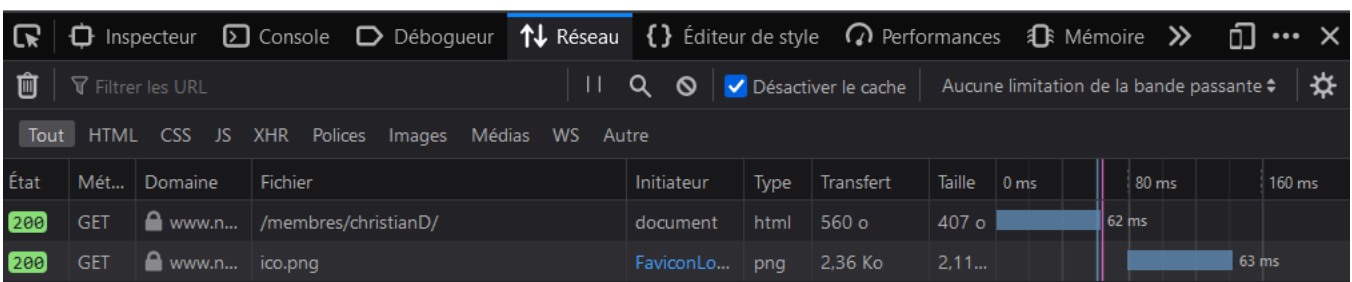 Inspecteur Console Débogueur Réseau {} Éditeur de style Performances Mémoire
Filtrer les URL Désactiver le cache Aucune limitation de la bande passante
Tout HTML CSS JS XHR Polices Images Médias WS Autre
État Mét... Domaine Fichier Initiateur Type Transfert Taille 0 ms 80 ms 160 ms
200 GET www.n... /membres/christianD/ document html 560 o 407 o 62 ms
200 GET www.n... ico.png FaviconLo... png 2,36 Ko 2,11... 63 ms